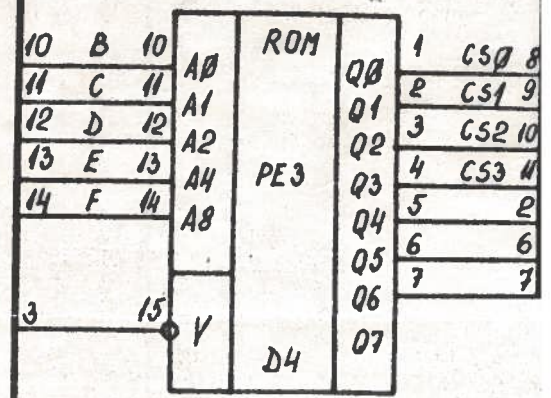 10 B 10 A0 ROM Q0 1 CS0 8
11 C 11 A1 Q1 2 CS1 9
12 D 12 A2 Q2 3 CS2 10
13 E 13 A4 PE3 Q3 4 CS3 11
14 F 14 A8 Q4 5 2
Q5 6 6
Q6 7 7
3 15 V Q7
D4